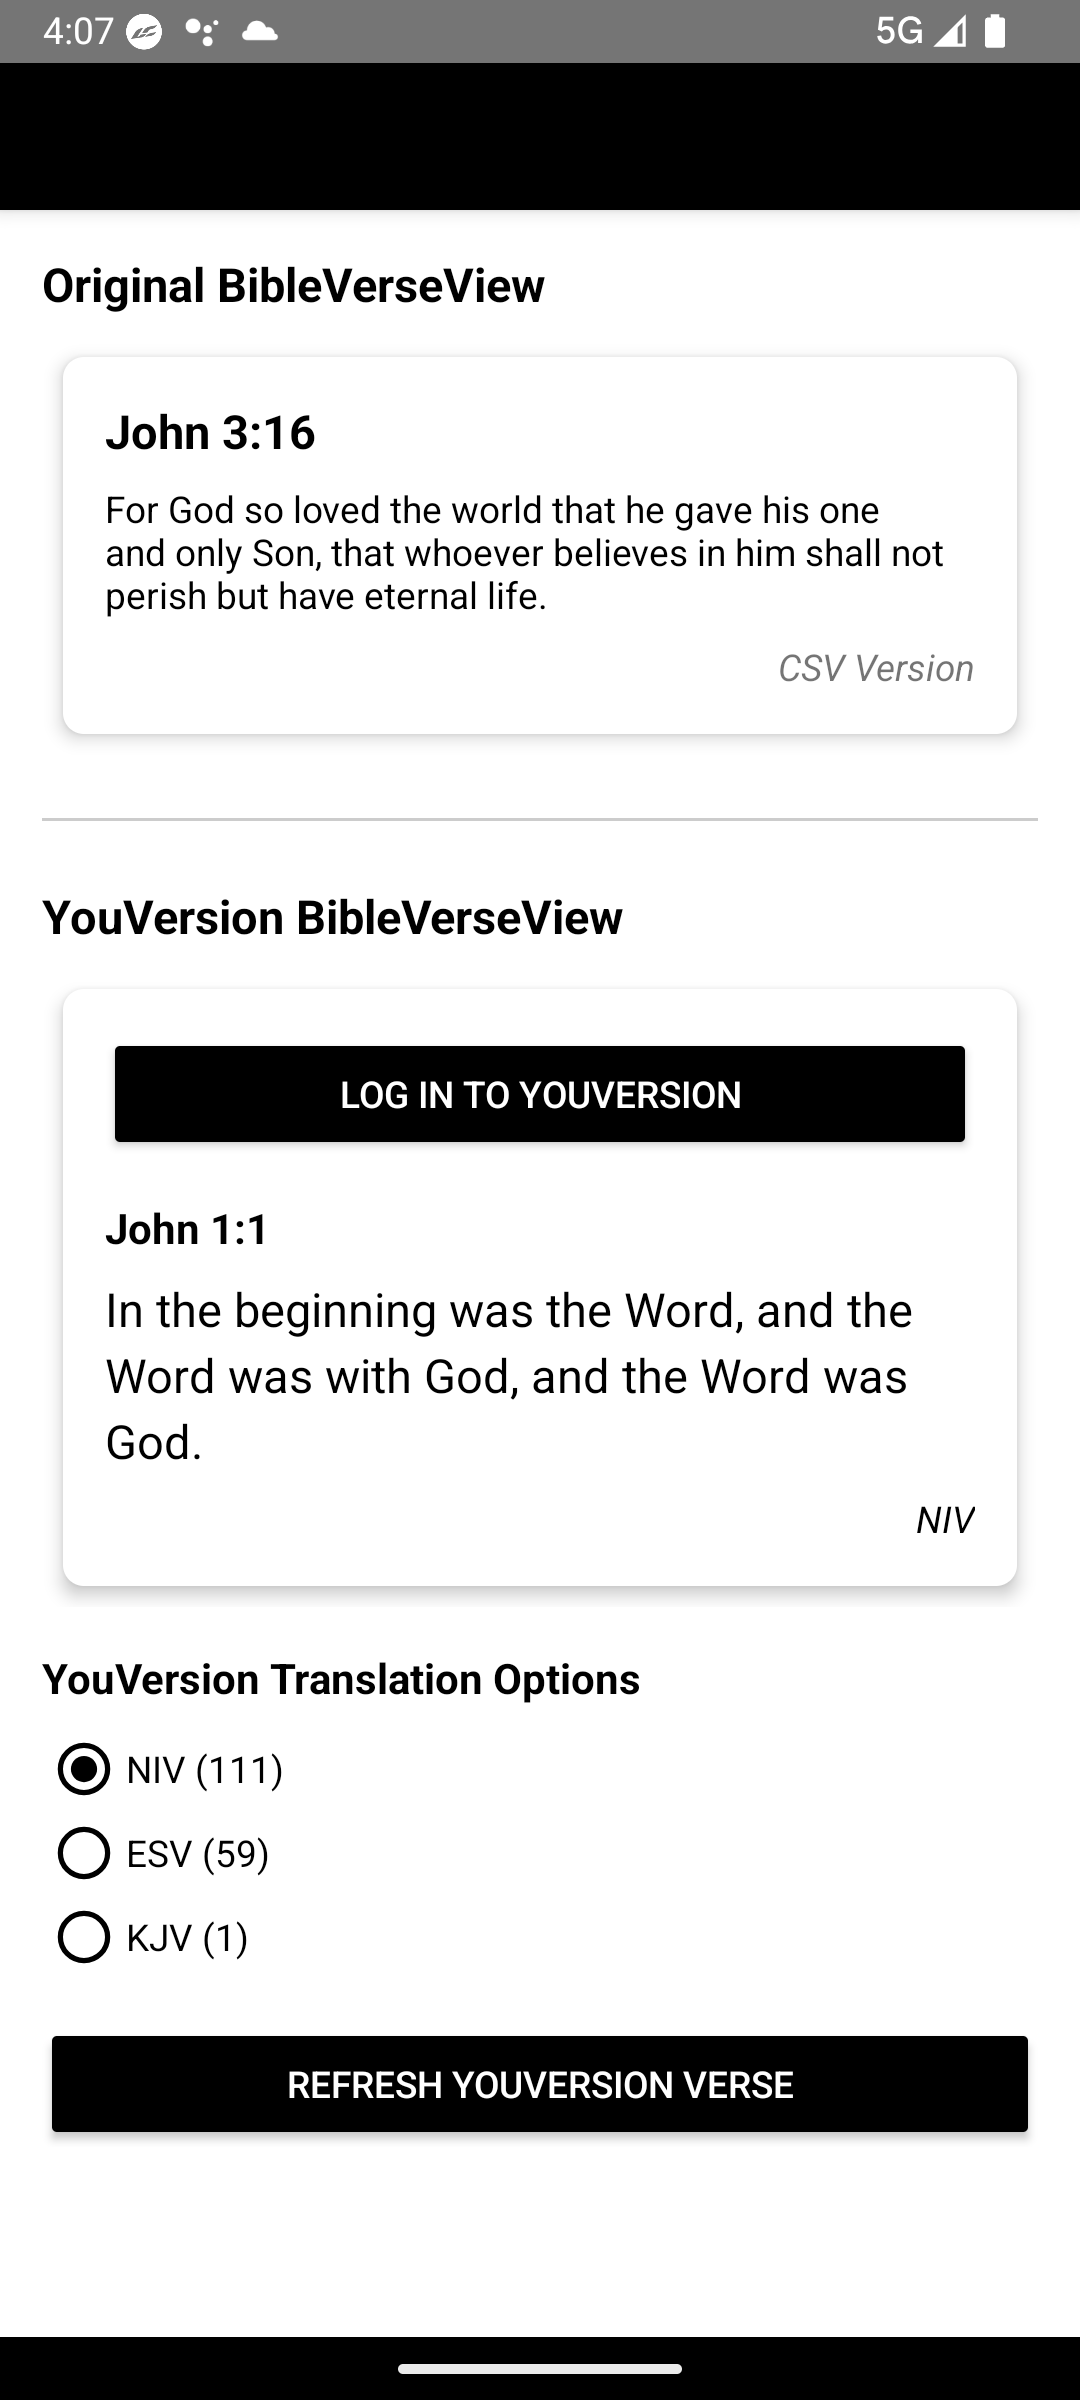 4:07
5G
Original BibleVerseView
John 3:16
For God so loved the world that he gave his one
and only Son, that whoever believes in him shall not
perish but have eternal life.
CSV Version
YouVersion BibleVerseView
LOG IN TO YOUVERSION
John 1:1
In the beginning was the Word, and the
Word was with God, and the Word was
God.
NIV
YouVersion Translation Options
NIV (111)
ESV (59)
KJV (1)
REFRESH YOUVERSION VERSE